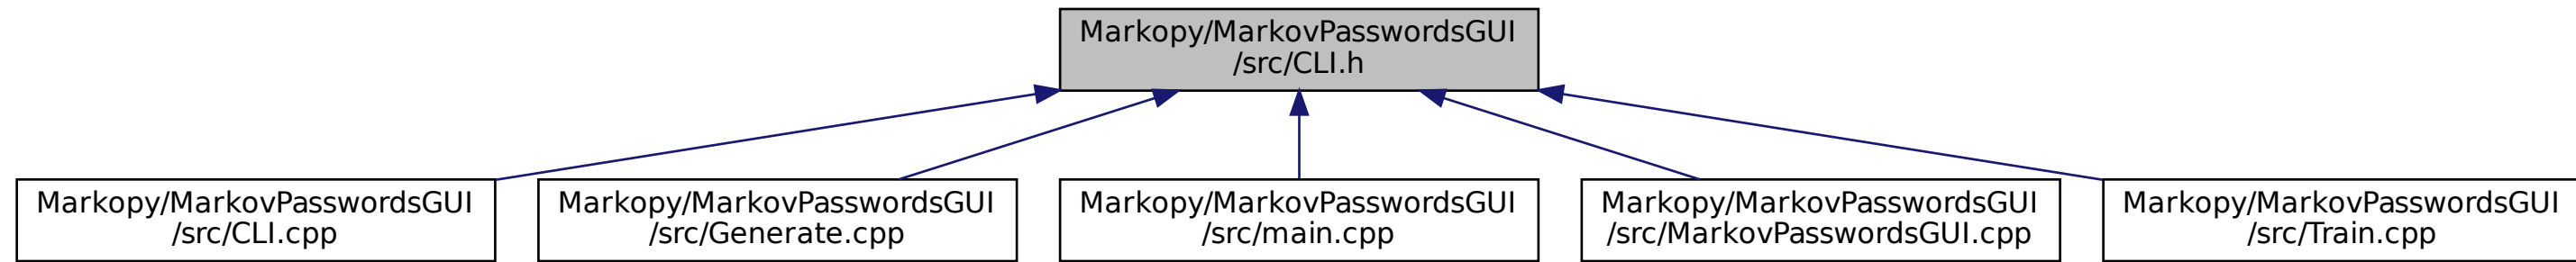 Markopy/MarkovPasswordsGUI
/src/CLI.h
Markopy/MarkovPasswordsGUI
/src/CLI.cpp
Markopy/MarkovPasswordsGUI
/src/Generate.cpp
Markopy/MarkovPasswordsGUI
/src/main.cpp
Markopy/MarkovPasswordsGUI
/src/MarkovPasswordsGUI.cpp
Markopy/MarkovPasswordsGUI
/src/Train.cpp